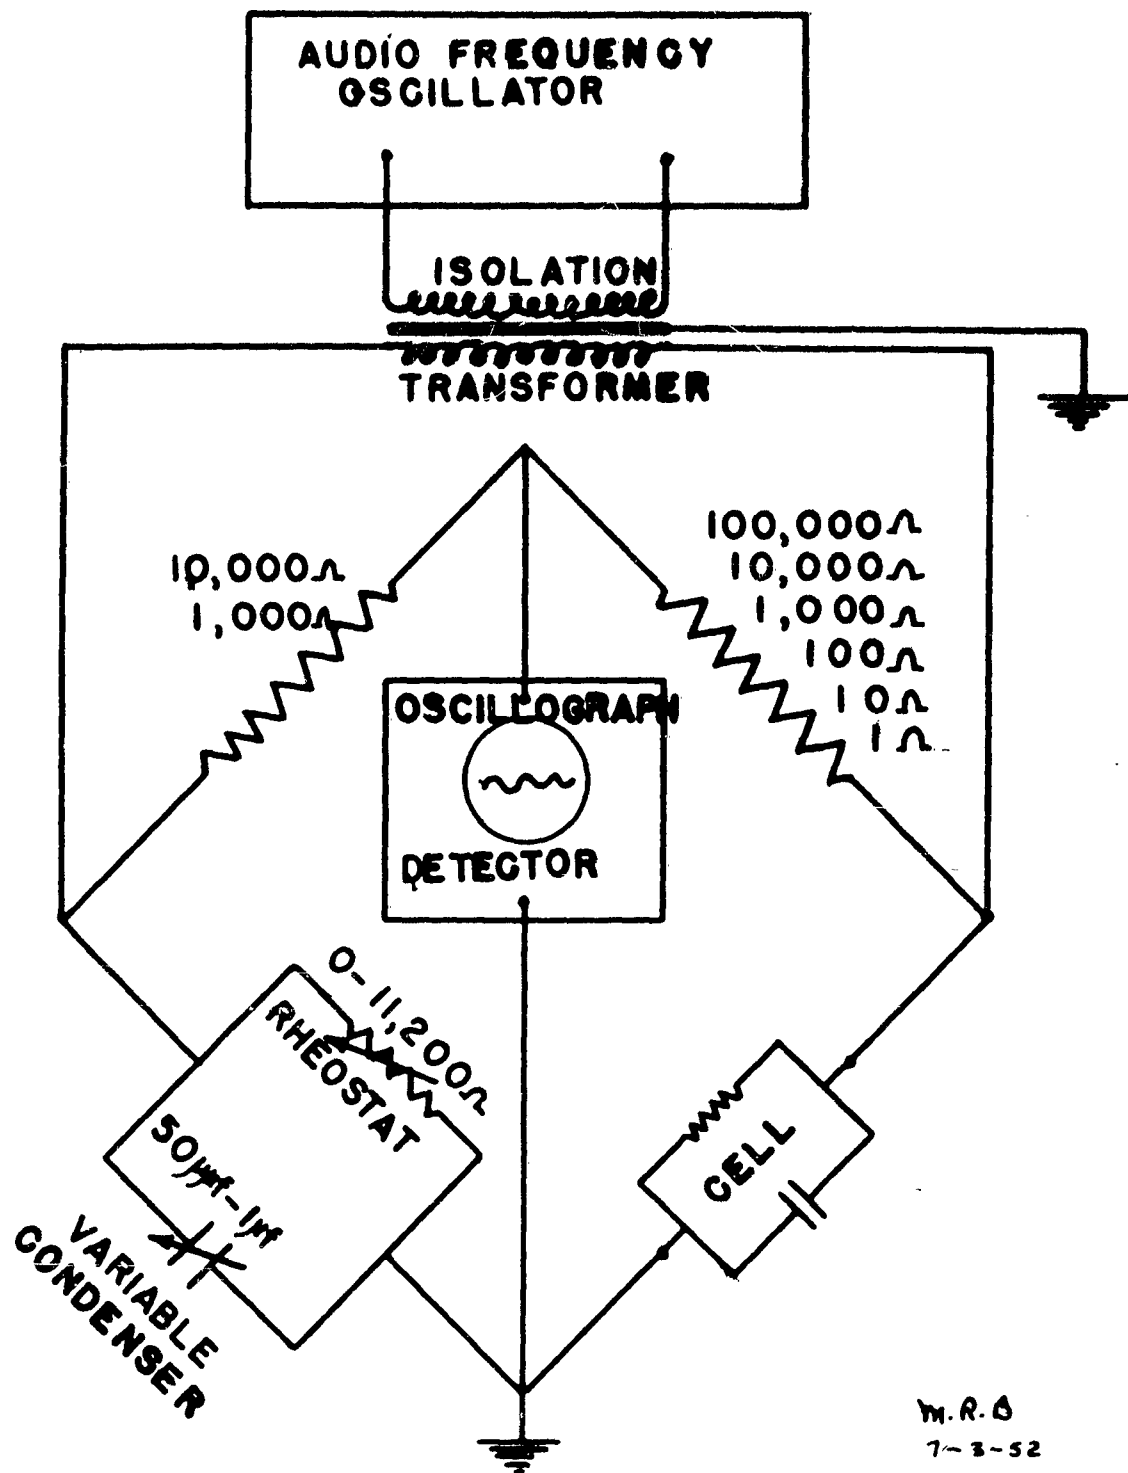 AUDIO FREQUENCY
OSCILLATOR
ISOLATION
TRANSFORMER
10,000Ω
1,000Ω
100,000Ω
10,000Ω
1,000Ω
100Ω
10Ω
1Ω
OSCILLOGRAPH
DETECTOR
0-11,200Ω
RHEOSTAT
50μμf-1μf
VARIABLE
CONDENSER
CELL
M.R.B
7-3-52